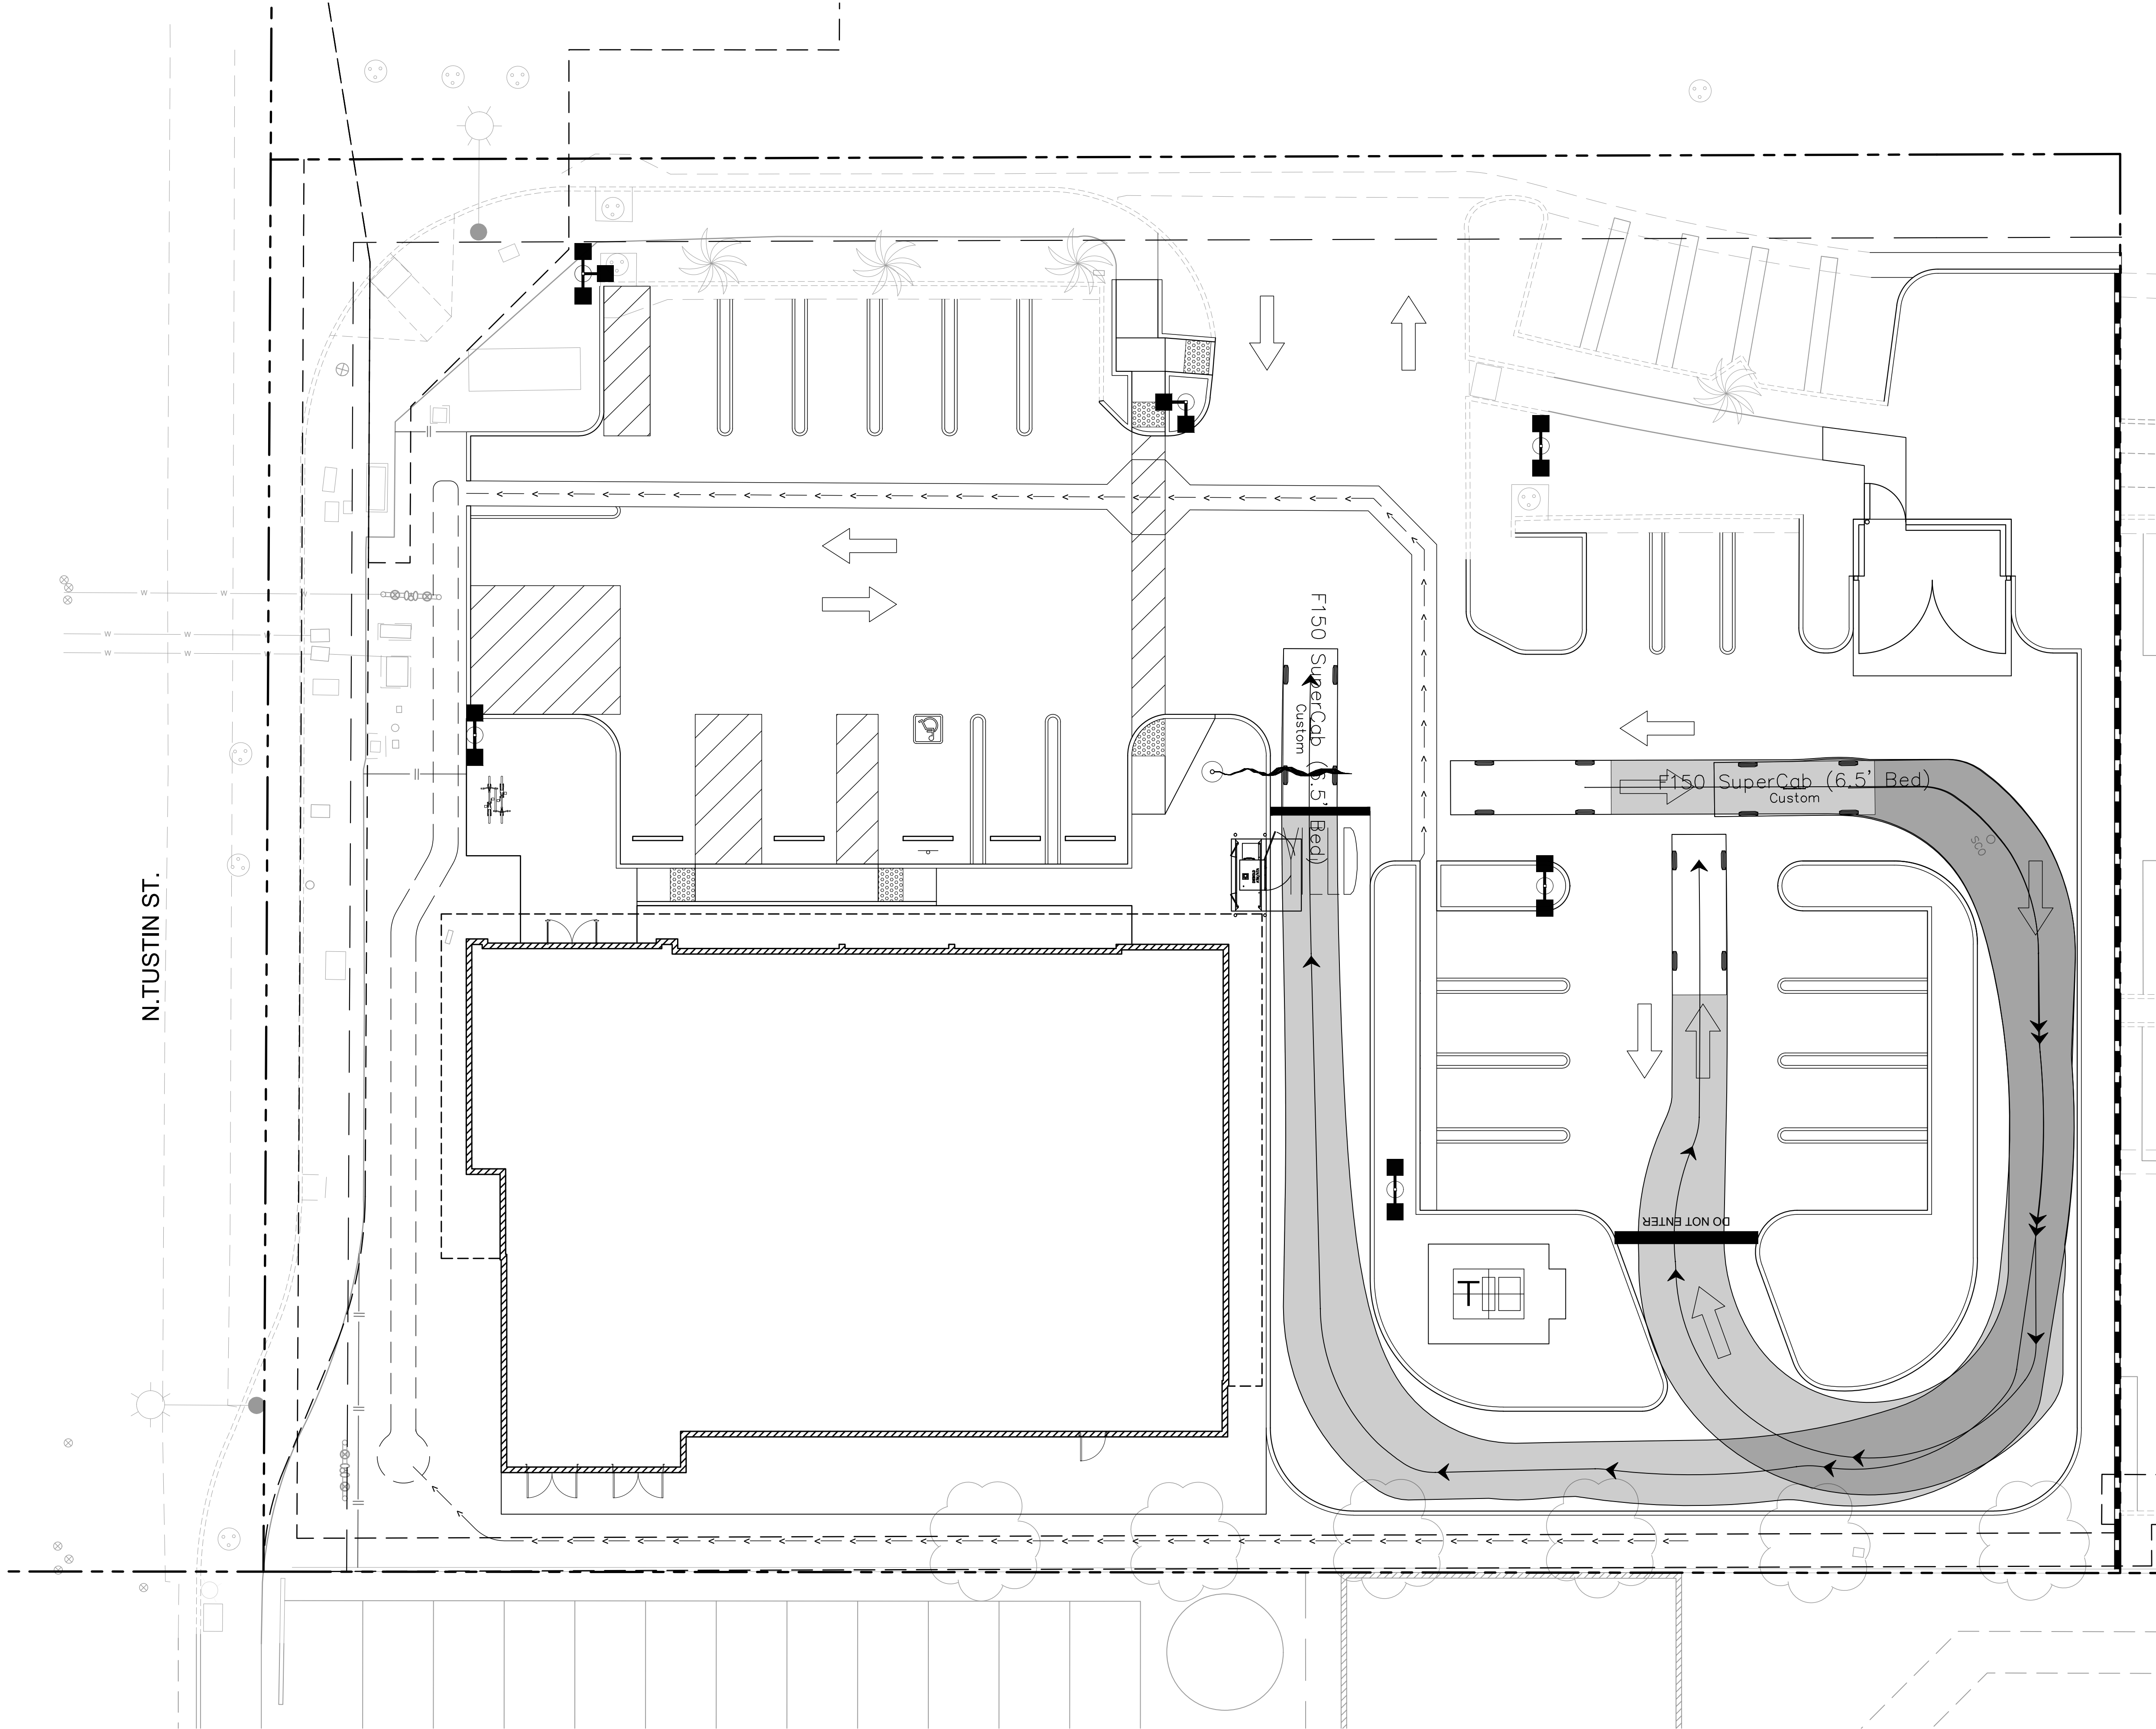 W
W
W
W
W
W
W
W
F150 SuperCab (6.5' Bed)
Custom
F150 SuperCab (6.5' Bed)
Custom
SCO
N.TUSTIN ST.
DO NOT ENTER
T